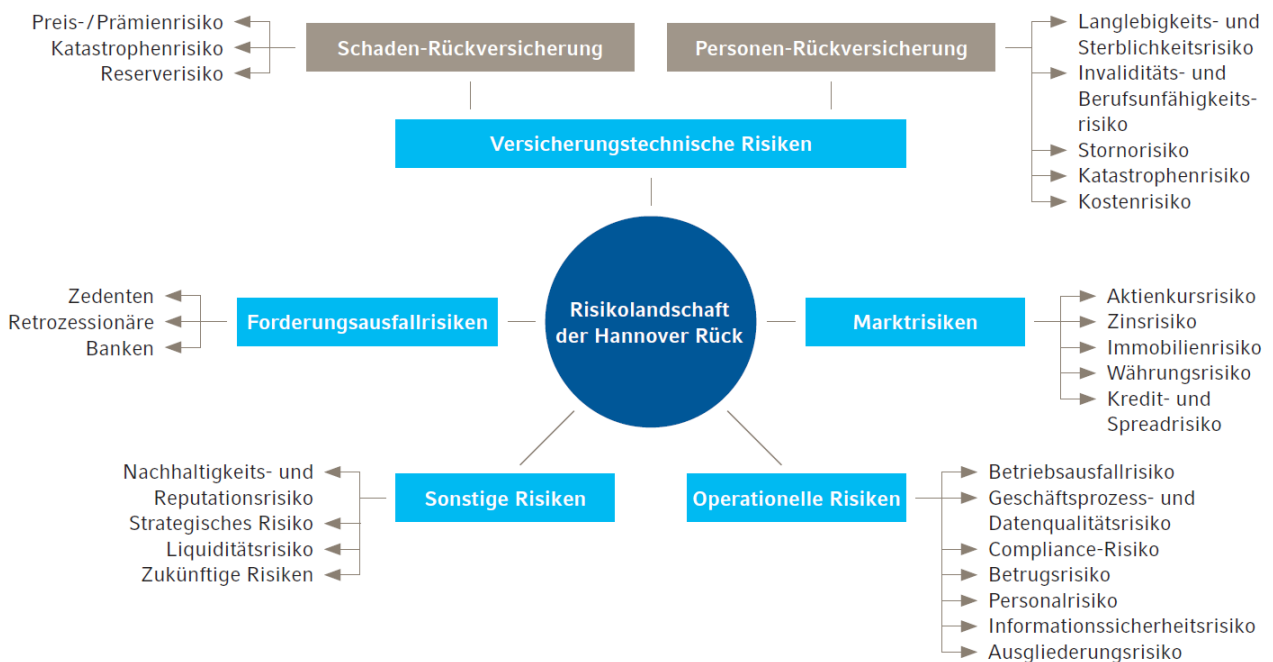 Preis-/Prämienrisiko
Katastrophenrisiko
Reserverisiko
Schaden-Rückversicherung
Personen-Rückversicherung
Langlebigkeits- und
Sterblichkeitsrisiko
Invaliditäts- und
Berufsunfähigkeits-
risiko
Stornorisiko
Katastrophenrisiko
Kostenrisiko
Versicherungstechnische Risiken
Zedenten
Retrozessionäre
Banken
Forderungsausfallrisiken
Risikolandschaft
der Hannover Rück
Marktrisiken
Aktienkursrisiko
Zinsrisiko
Immobilienrisiko
Währungsrisiko
Kredit- und
Spreadrisiko
Nachhaltigkeits- und
Reputationsrisiko
Strategisches Risiko
Liquiditätsrisiko
Zukünftige Risiken
Sonstige Risiken
Operationelle Risiken
Betriebsausfallrisiko
Geschäftsprozess- und
Datenqualitätsrisiko
Compliance-Risiko
Betrugsrisiko
Personalrisiko
Informationssicherheitsrisiko
Ausgliederungsrisiko